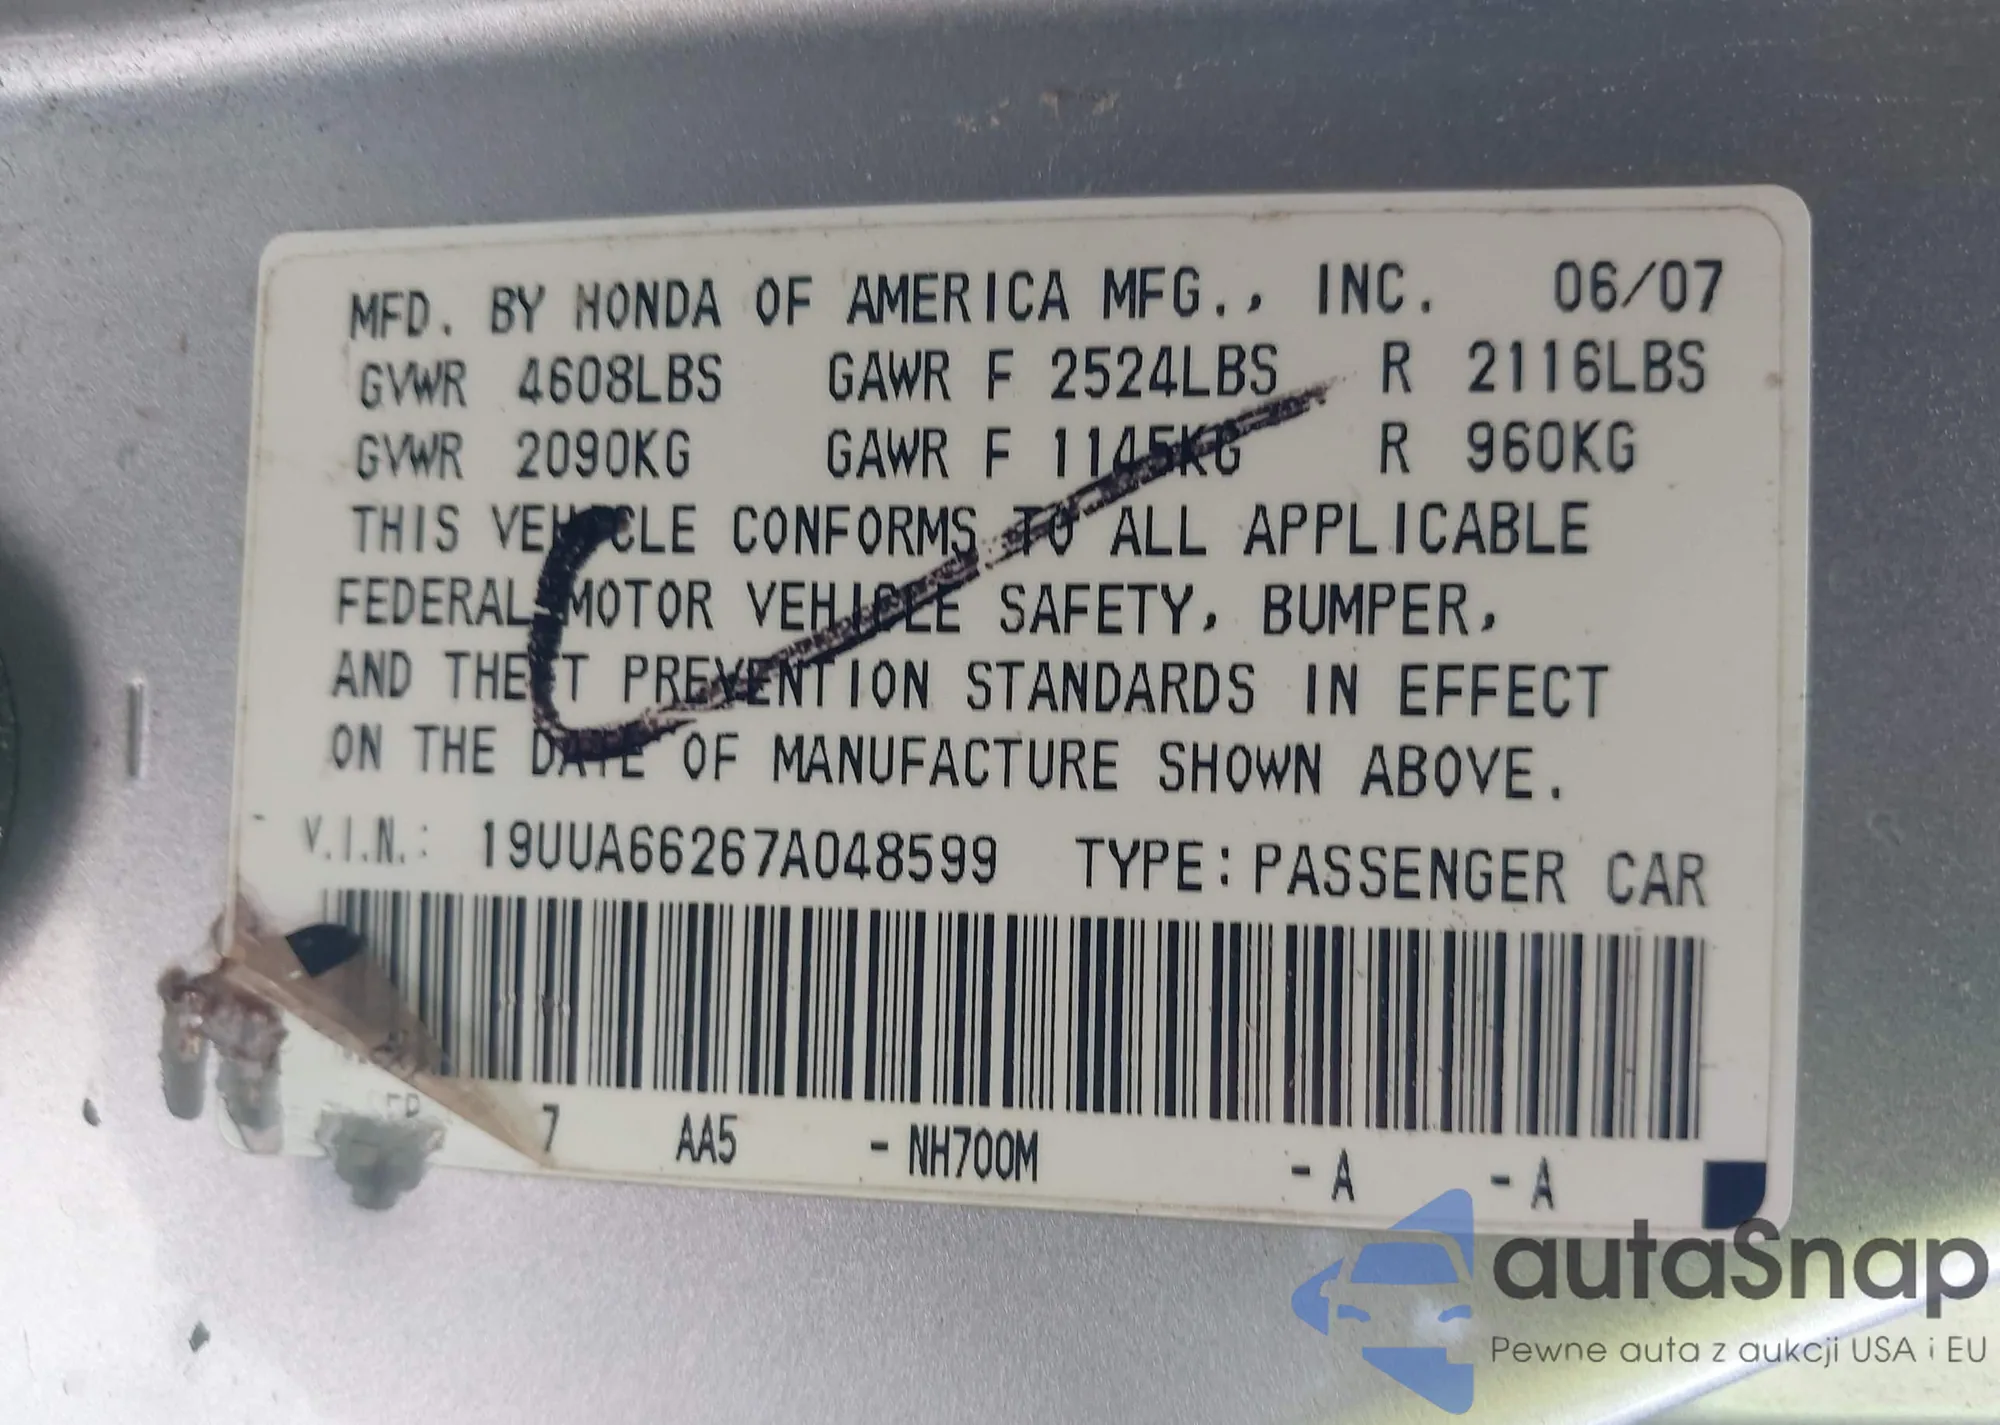 MFD. BY HONDA OF AMERICA MFG., INC. 06/07
GVWR 4608LBS GAWR F 2524LBS R 2116LBS
GVWR 2090KG GAWR F 1145KG R 960KG
THIS VEHICLE CONFORMS TO ALL APPLICABLE
FEDERAL MOTOR VEHICLE SAFETY, BUMPER,
AND THEFT PREVENTION STANDARDS IN EFFECT
ON THE DATE OF MANUFACTURE SHOWN ABOVE.
V.I.N.: 19UUA66267A048599 TYPE: PASSENGER CAR
7 AA5 - NH700M - A - A
autaSnap
Pewne auta z aukcji USA i EU